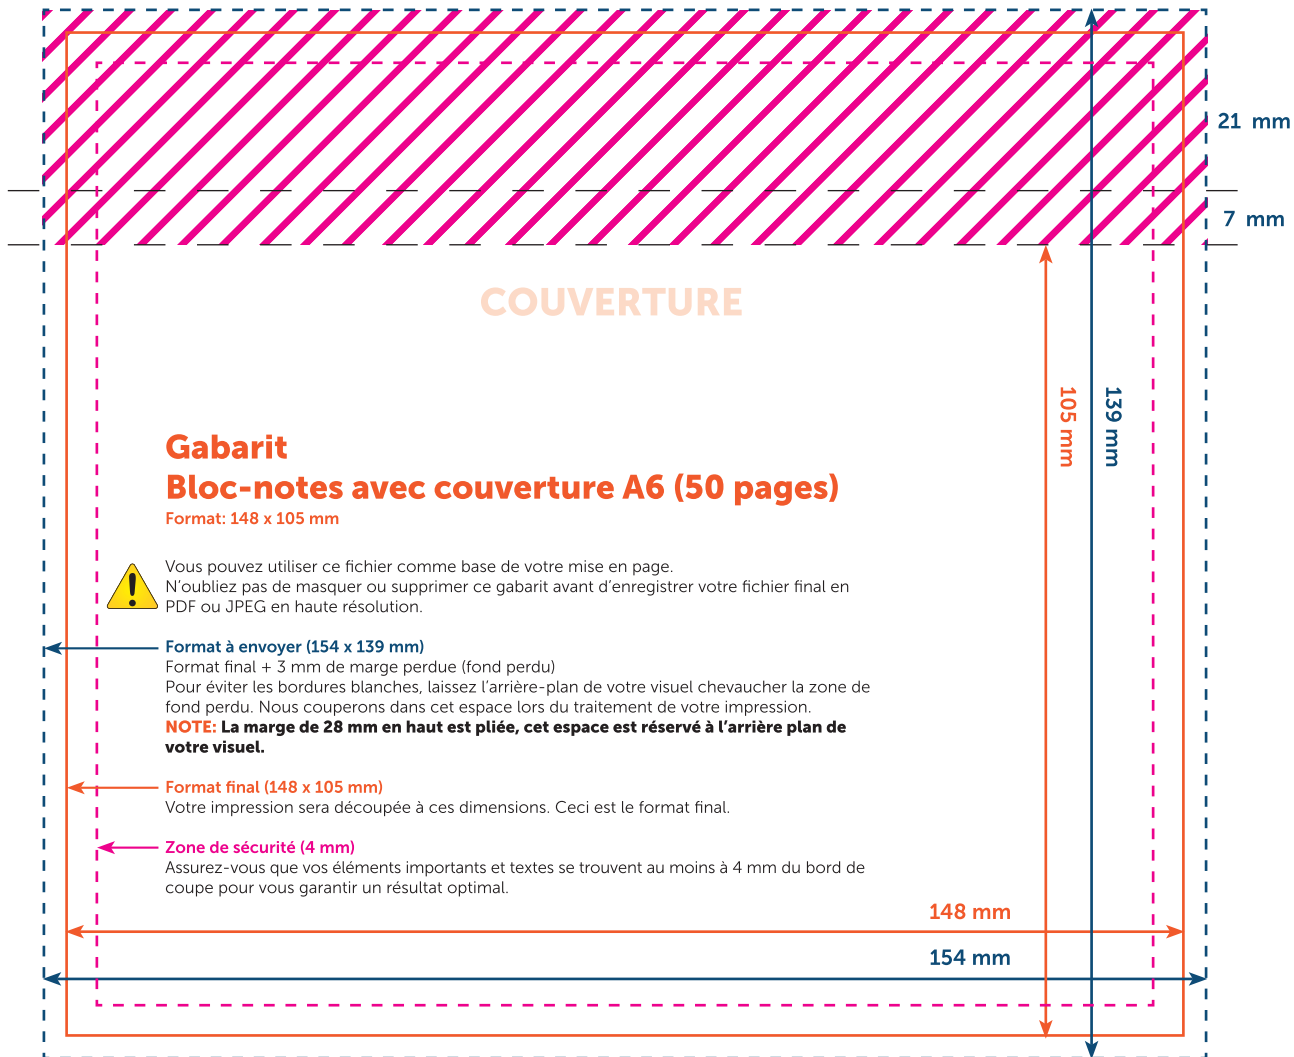 21 mm
7 mm
COUVERTURE
105 mm
139 mm
Gabarit
Bloc-notes avec couverture A6 (50 pages)
Format: 148 x 105 mm
Vous pouvez utiliser ce fichier comme base de votre mise en page.
N’oubliez pas de masquer ou supprimer ce gabarit avant d’enregistrer votre fichier final en
PDF ou JPEG en haute résolution.
Format à envoyer (154 x 139 mm)
Format final + 3 mm de marge perdue (fond perdu)
Pour éviter les bordures blanches, laissez l’arrière-plan de votre visuel chevaucher la zone de
fond perdu. Nous couperons dans cet espace lors du traitement de votre impression.
NOTE: La marge de 28 mm en haut est pliée, cet espace est réservé à l’arrière plan de
votre visuel.
Format final (148 x 105 mm)
Votre impression sera découpée à ces dimensions. Ceci est le format final.
Zone de sécurité (4 mm)
Assurez-vous que vos éléments importants et textes se trouvent au moins à 4 mm du bord de
coupe pour vous garantir un résultat optimal.
148 mm
154 mm